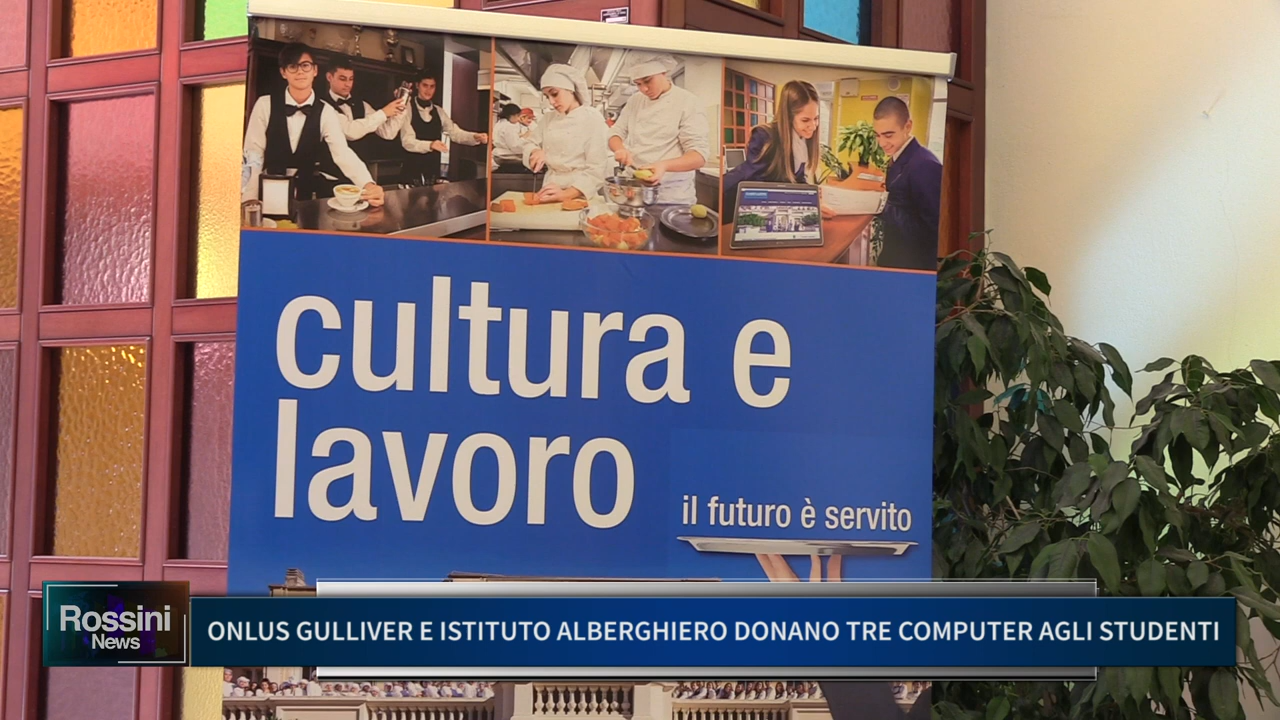 cultura e
lavoro
il futuro è servito
Rossini
News
ONLUS GULLIVER E ISTITUTO ALBERGHIERO DONANO TRE COMPUTER AGLI STUDENTI